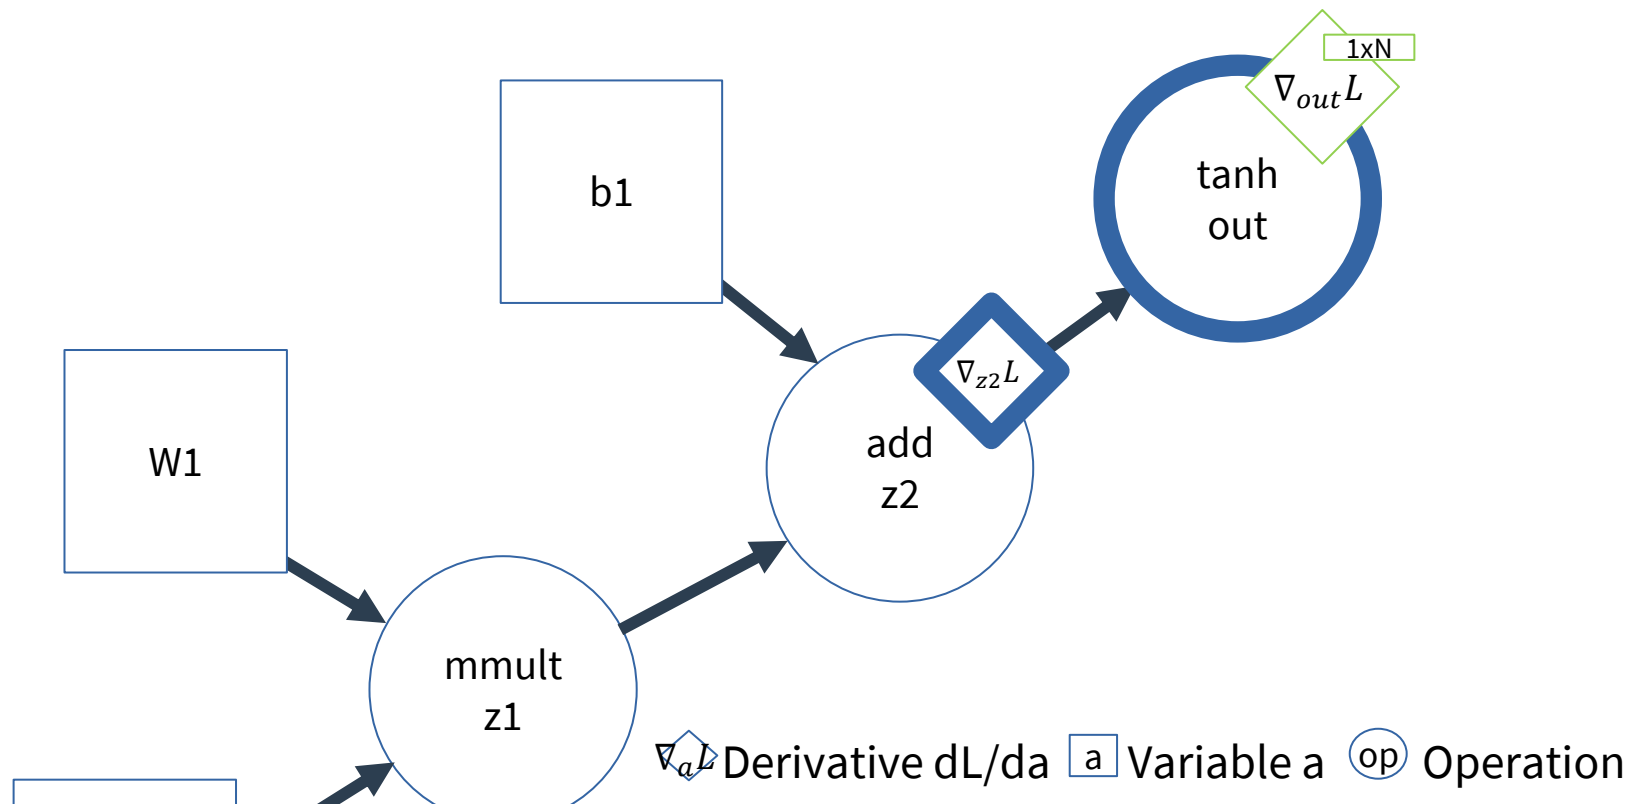 1xN
∇outL
tanh
out
b1
∇z2L
add
z2
W1
mmult
z1
∇aL Derivative dL/da a Variable a op Operation